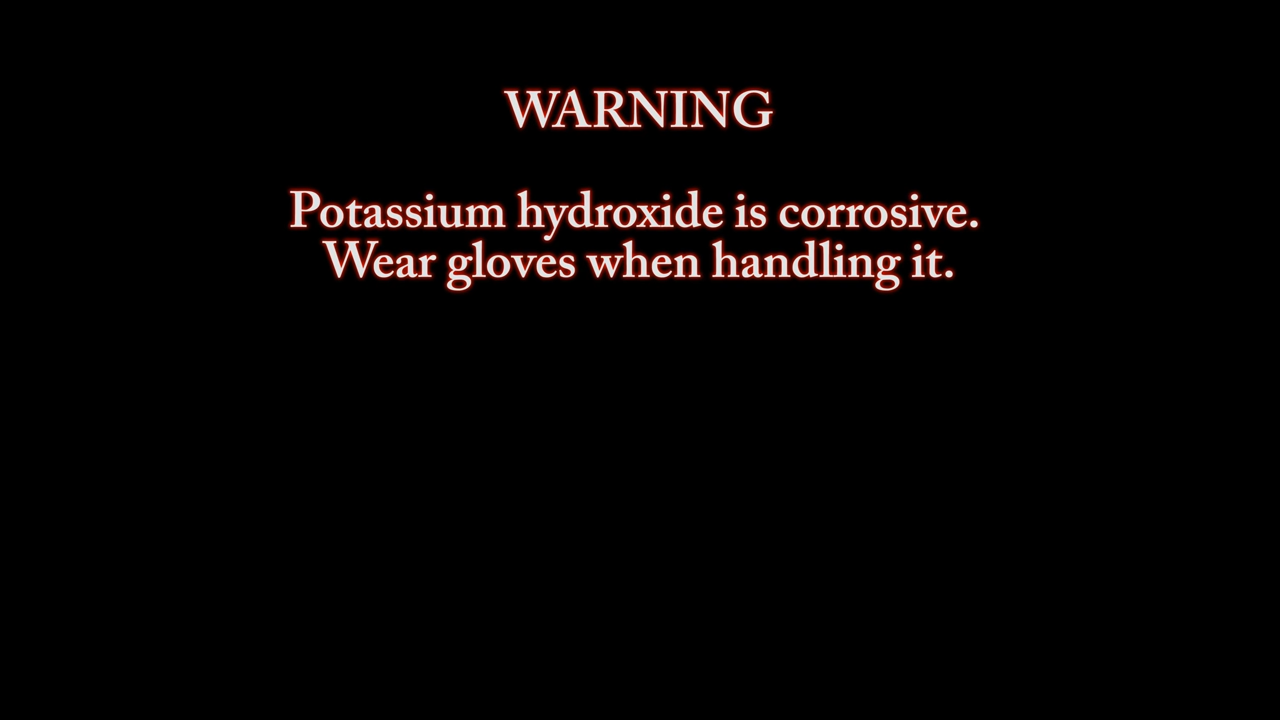 WARNING
Potassium hydroxide is corrosive.
Wear gloves when handling it.